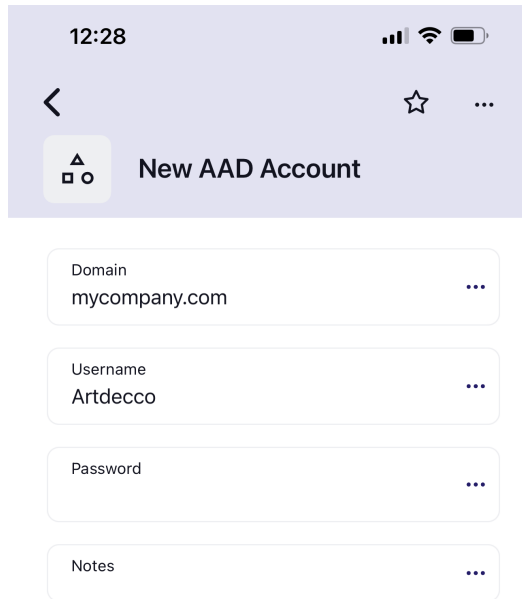 12:28
New AAD Account
Domain
mycompany.com
Username
Artdecco
Password
Notes